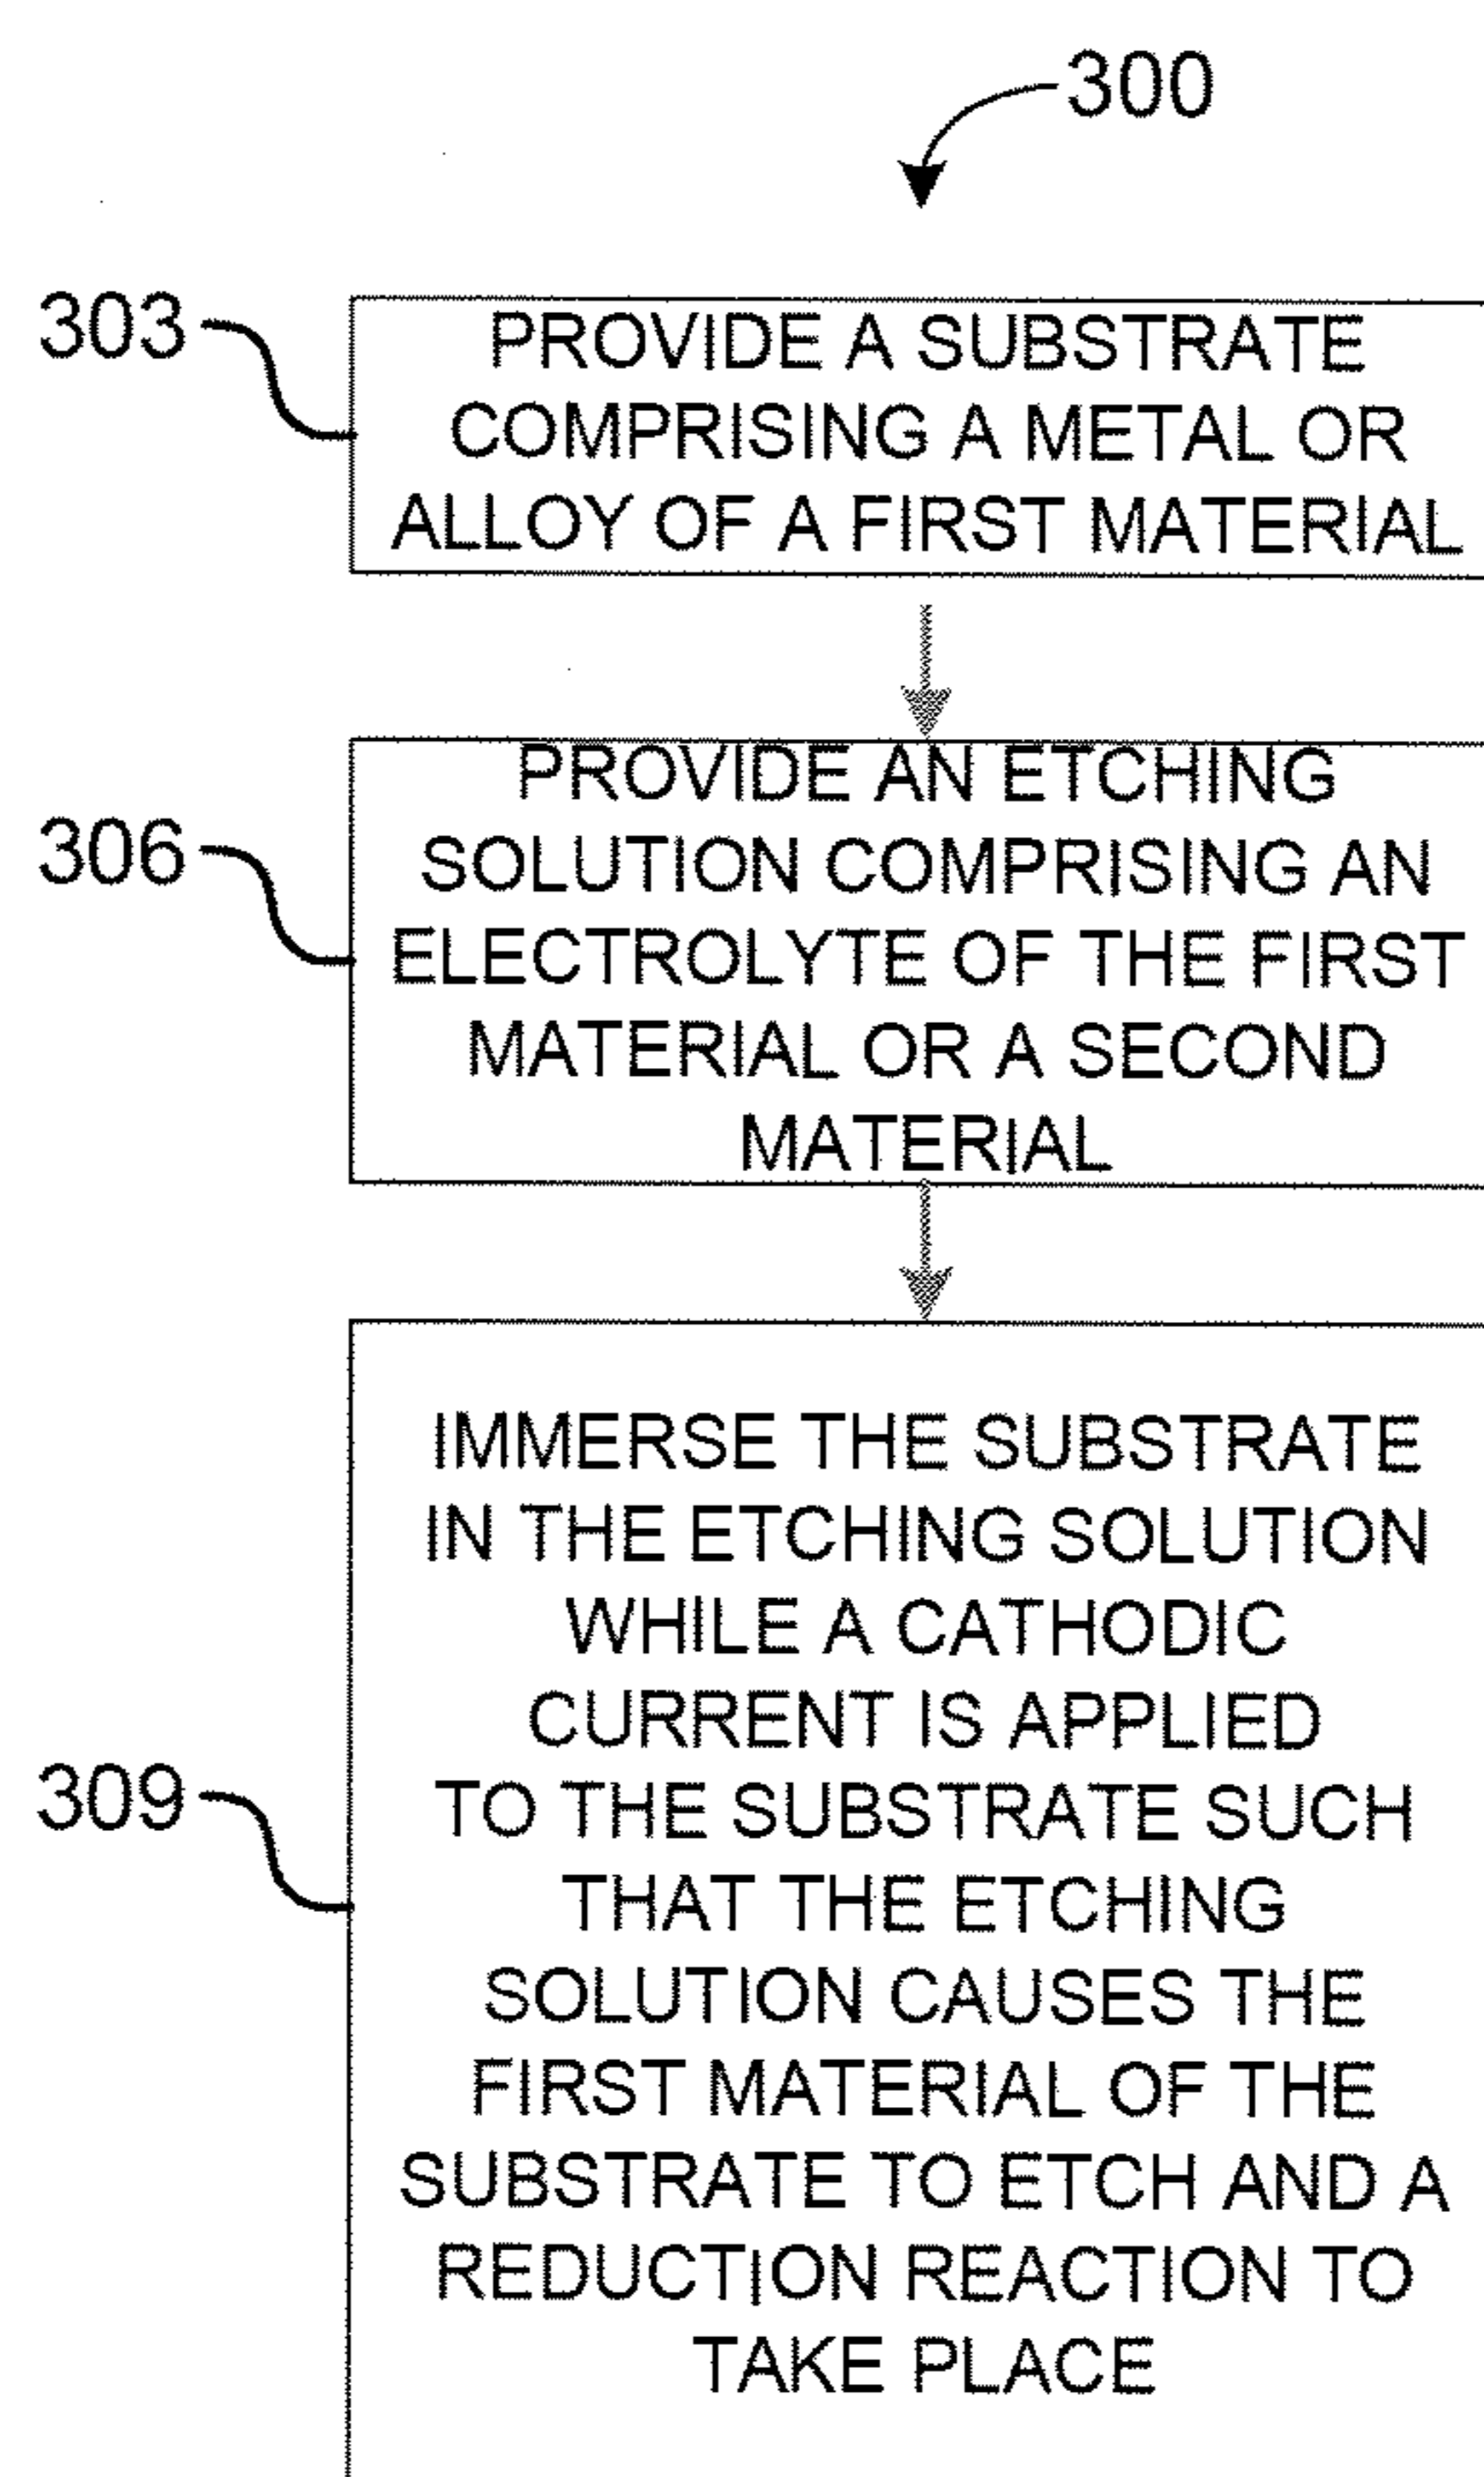 300
303
PROVIDE A SUBSTRATE
COMPRISING A METAL OR
ALLOY OF A FIRST MATERIAL
306
PROVIDE AN ETCHING
SOLUTION COMPRISING AN
ELECTROLYTE OF THE FIRST
MATERIAL OR A SECOND
MATERIAL
309
IMMERSE THE SUBSTRATE
IN THE ETCHING SOLUTION
WHILE A CATHODIC
CURRENT IS APPLIED
TO THE SUBSTRATE SUCH
THAT THE ETCHING
SOLUTION CAUSES THE
FIRST MATERIAL OF THE
SUBSTRATE TO ETCH AND A
REDUCTION REACTION TO
TAKE PLACE